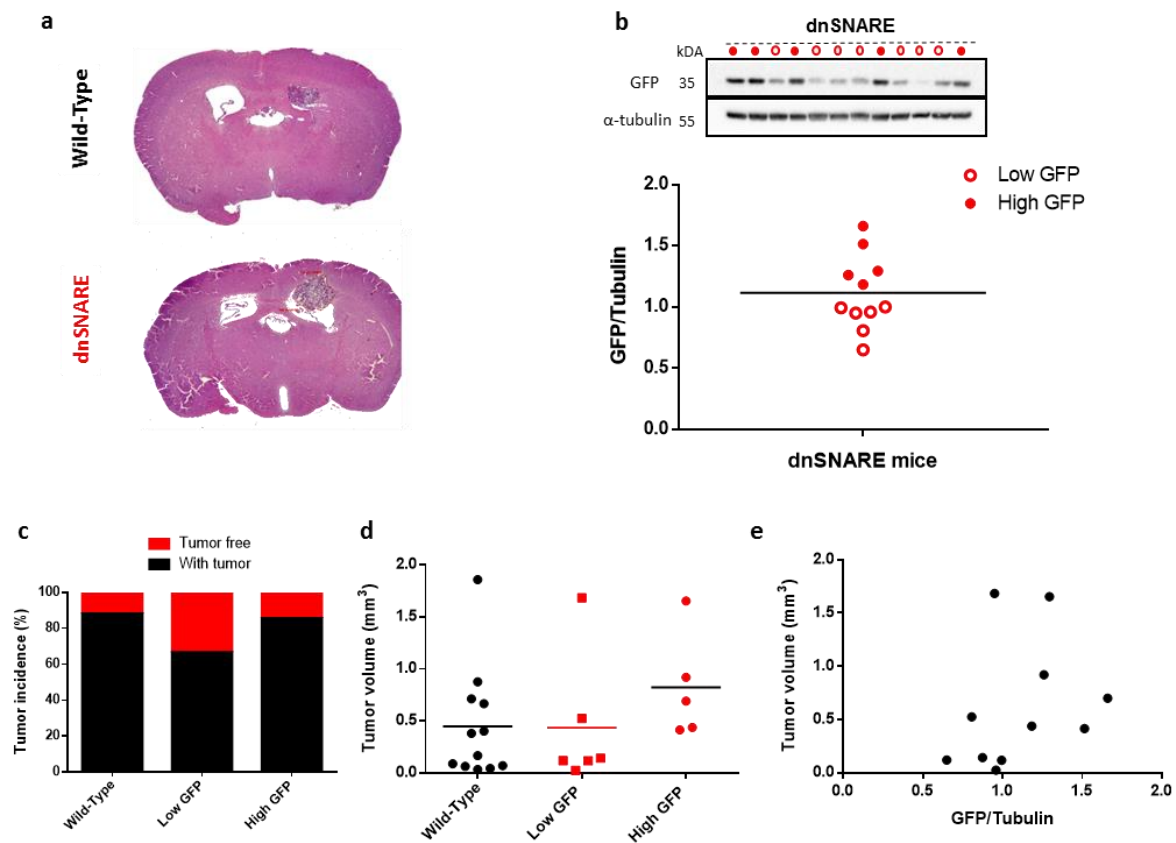 a
Wild-Type
dnSNARE
b
dnSNARE
kDA
GFP 35
α-tubulin 55
Low GFP
High GFP
2.0
1.5
1.0
0.5
0.0
GFP/Tubulin
dnSNARE mice
c
Tumor free
With tumor
100
80
60
40
20
0
Tumor incidence (%)
Wild-Type
Low GFP
High GFP
d
2.0
1.5
1.0
0.5
0.0
Tumor volume (mm³)
Wild-Type
Low GFP
High GFP
e
2.0
1.5
1.0
0.5
0.0
Tumor volume (mm³)
0.0 0.5 1.0 1.5 2.0
GFP/Tubulin